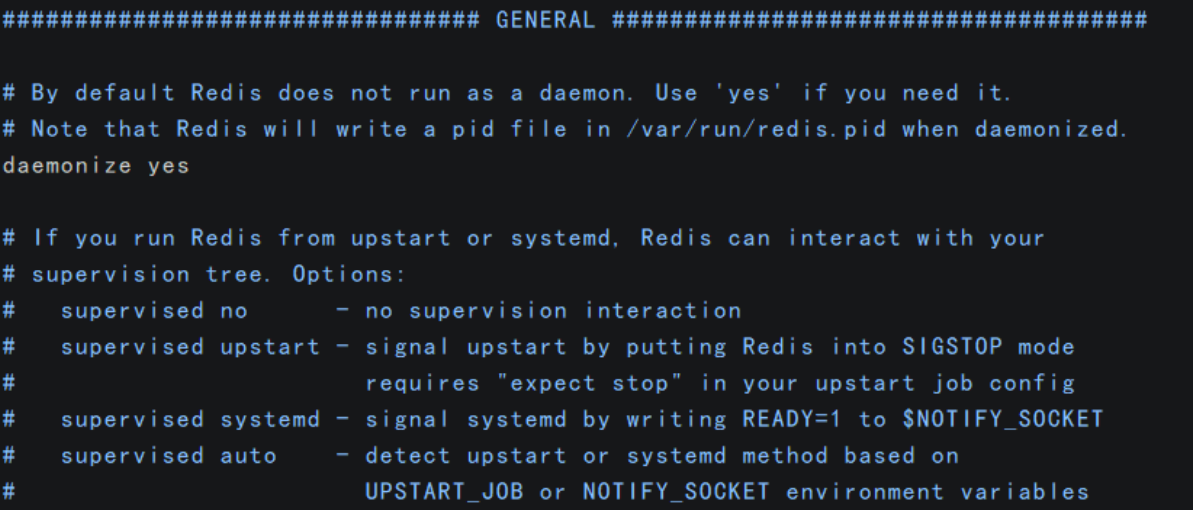 ################################# GENERAL #####################################
# By default Redis does not run as a daemon. Use 'yes' if you need it.
# Note that Redis will write a pid file in /var/run/redis.pid when daemonized.
daemonize yes
# If you run Redis from upstart or systemd, Redis can interact with your
# supervision tree. Options:
#   supervised no      - no supervision interaction
#   supervised upstart - signal upstart by putting Redis into SIGSTOP mode
#                        requires "expect stop" in your upstart job config
#   supervised systemd - signal systemd by writing READY=1 to $NOTIFY_SOCKET
#   supervised auto    - detect upstart or systemd method based on
#                        UPSTART_JOB or NOTIFY_SOCKET environment variables